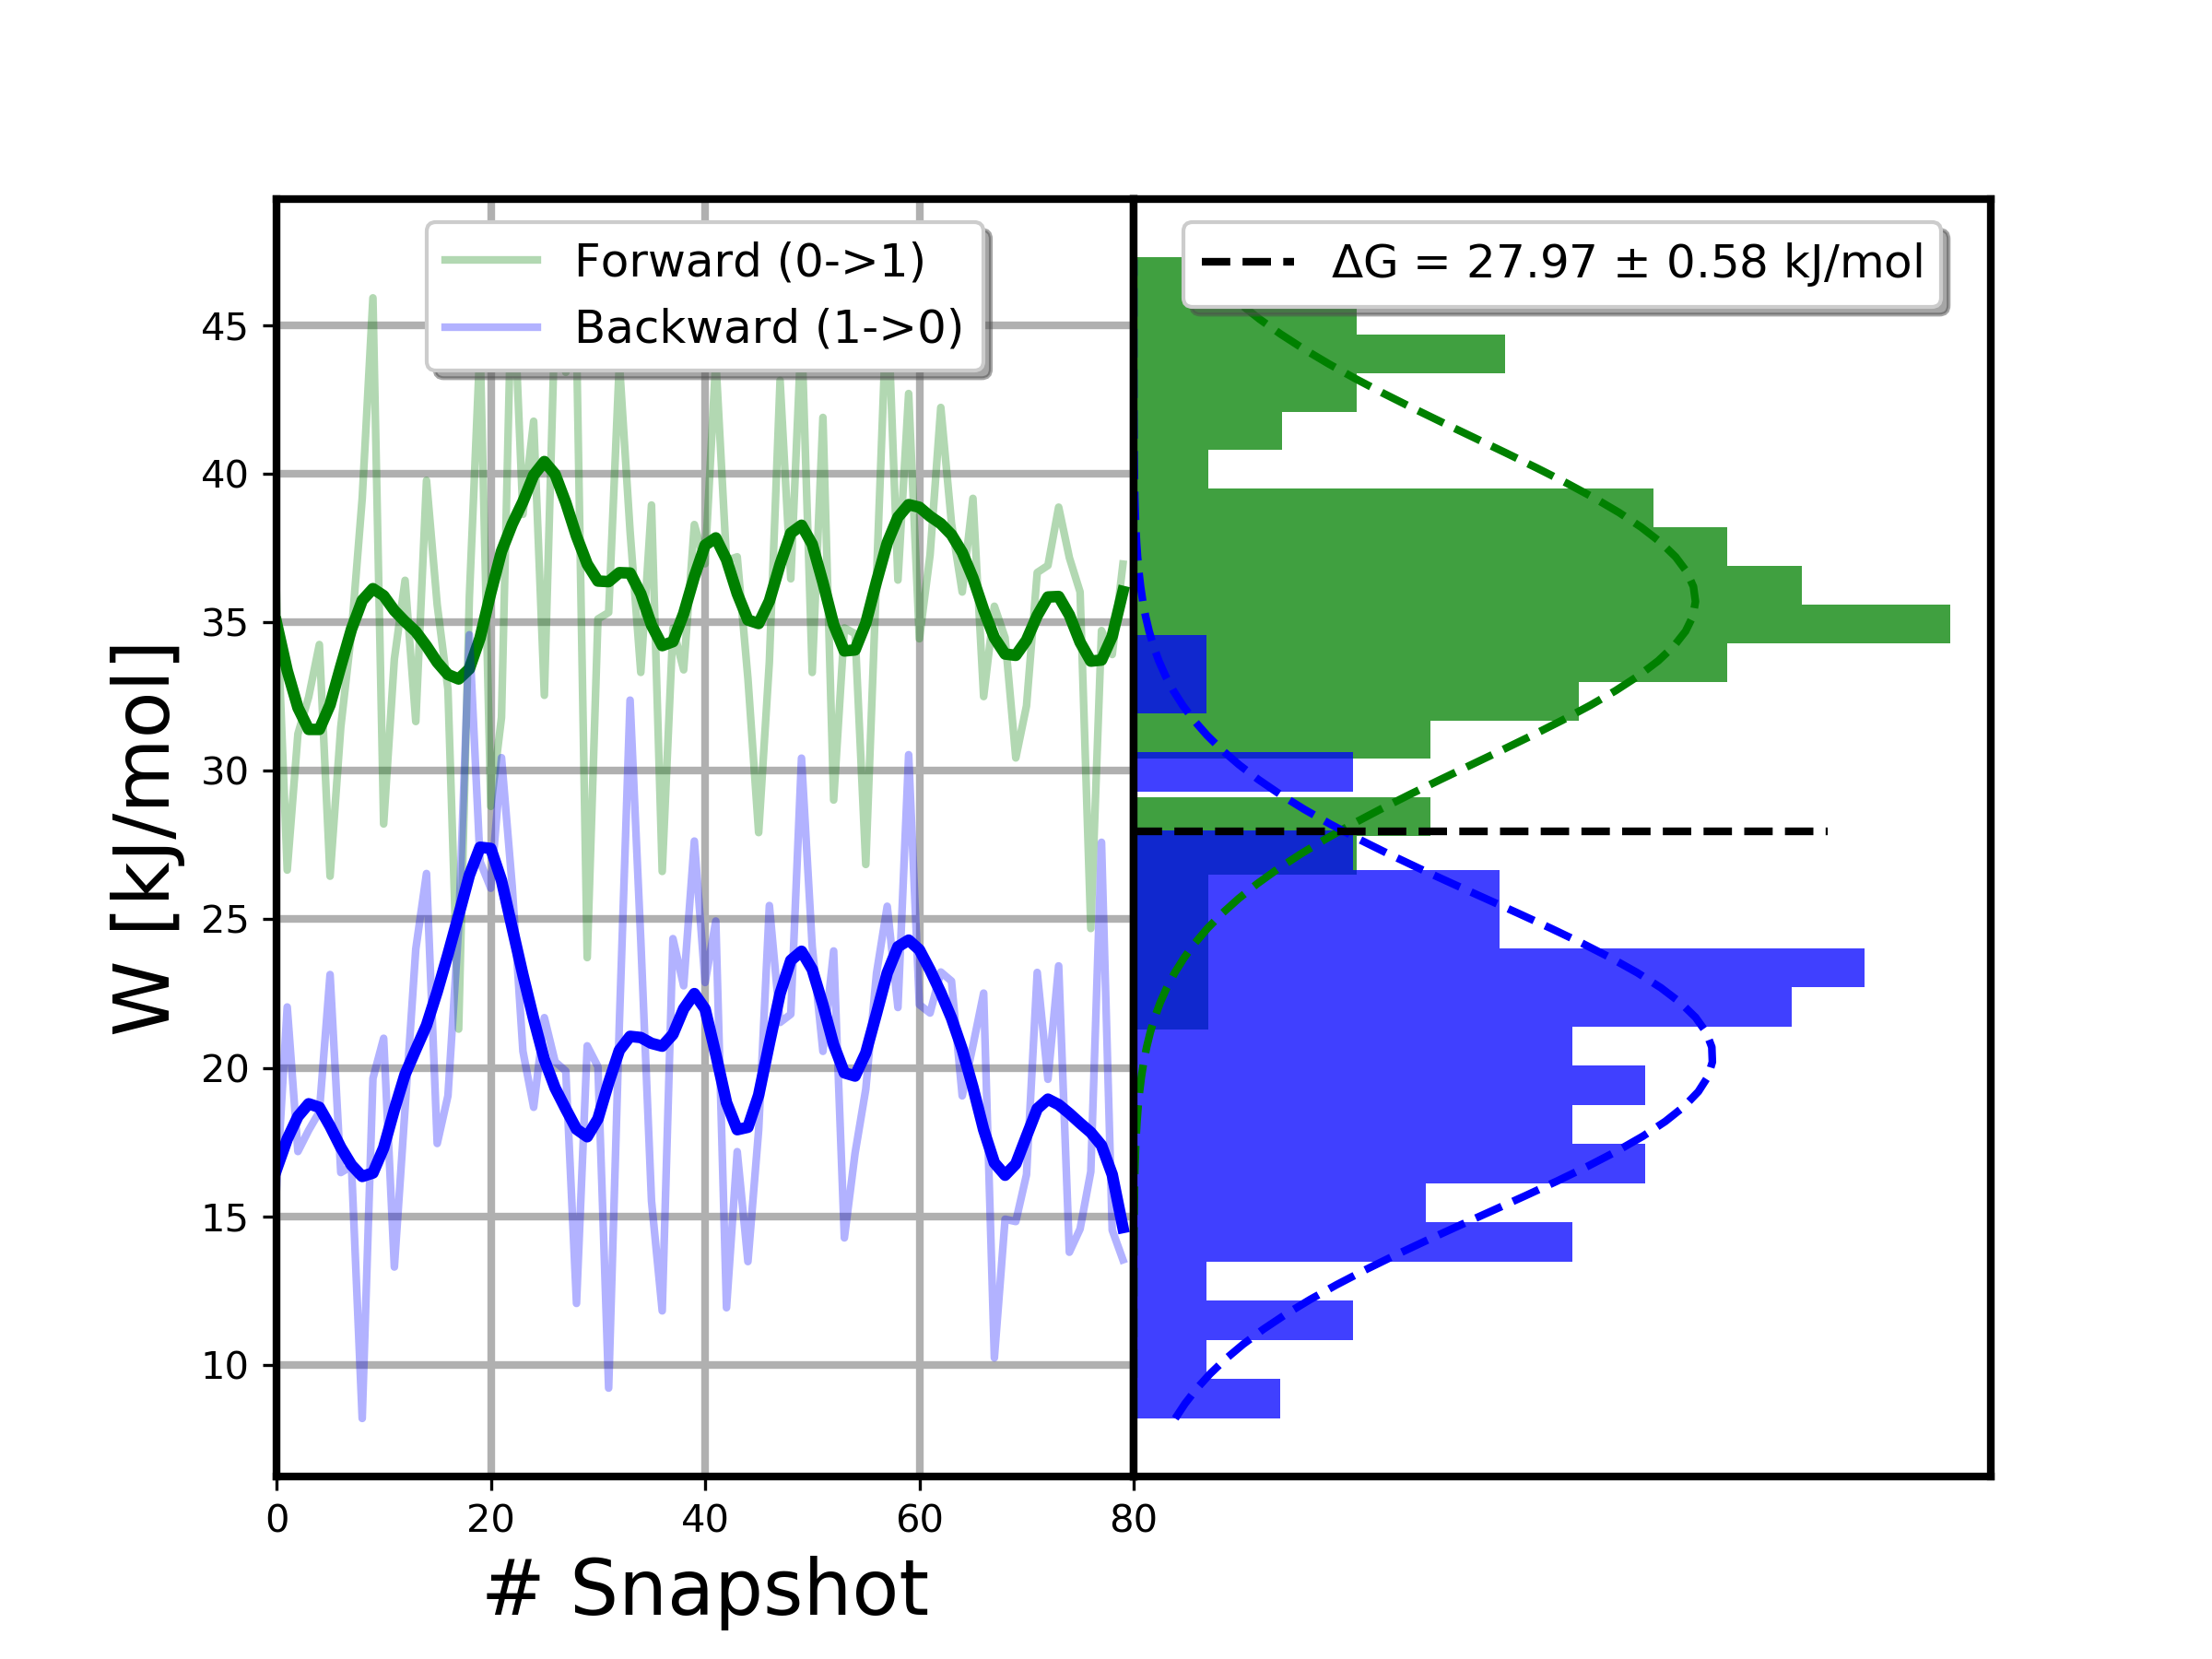 Forward (0->1)
Backward (1->0)
ΔG = 27.97 ± 0.58 kJ/mol
W [kJ/mol]
45
40
35
30
25
20
15
10
0 20 40 60 80
# Snapshot